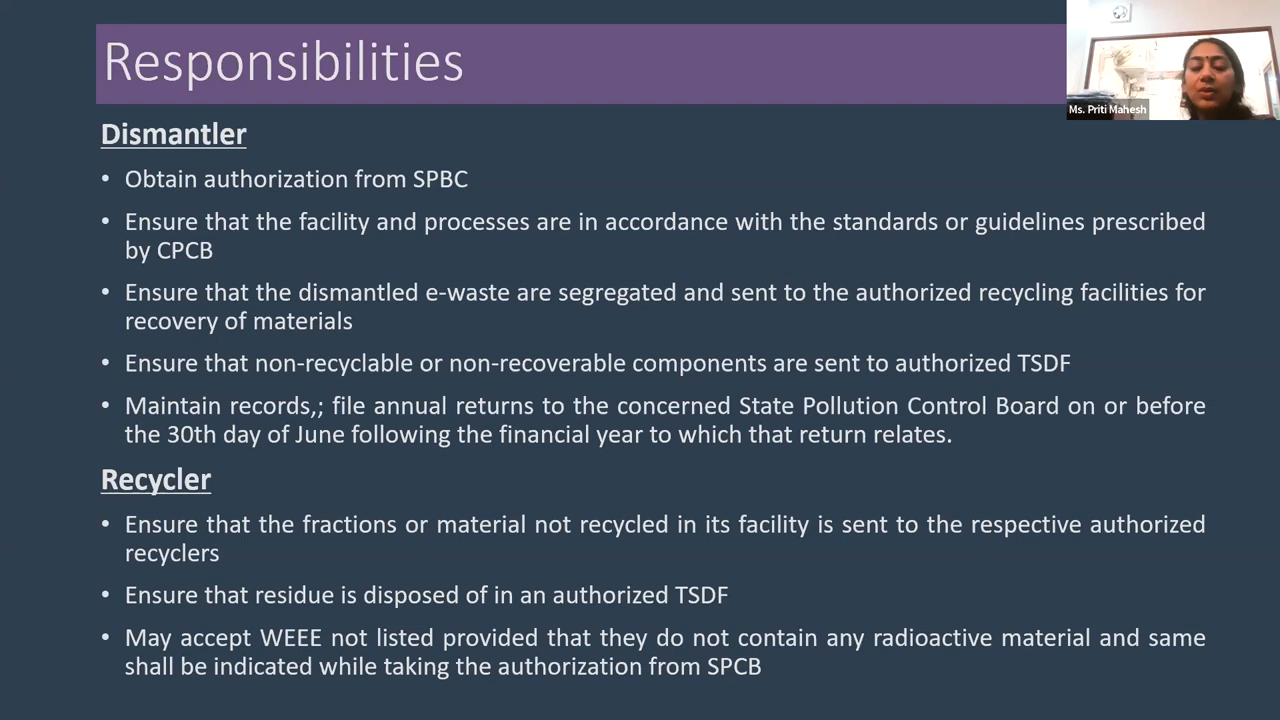 Responsibilities
Ms. Priti Mahesh
Dismantler
• Obtain authorization from SPBC
• Ensure that the facility and processes are in accordance with the standards or guidelines prescribed
by CPCB
• Ensure that the dismantled e-waste are segregated and sent to the authorized recycling facilities for
recovery of materials
• Ensure that non-recyclable or non-recoverable components are sent to authorized TSDF
• Maintain records,; file annual returns to the concerned State Pollution Control Board on or before
the 30th day of June following the financial year to which that return relates.
Recycler
• Ensure that the fractions or material not recycled in its facility is sent to the respective authorized
recyclers
• Ensure that residue is disposed of in an authorized TSDF
• May accept WEEE not listed provided that they do not contain any radioactive material and same
shall be indicated while taking the authorization from SPCB